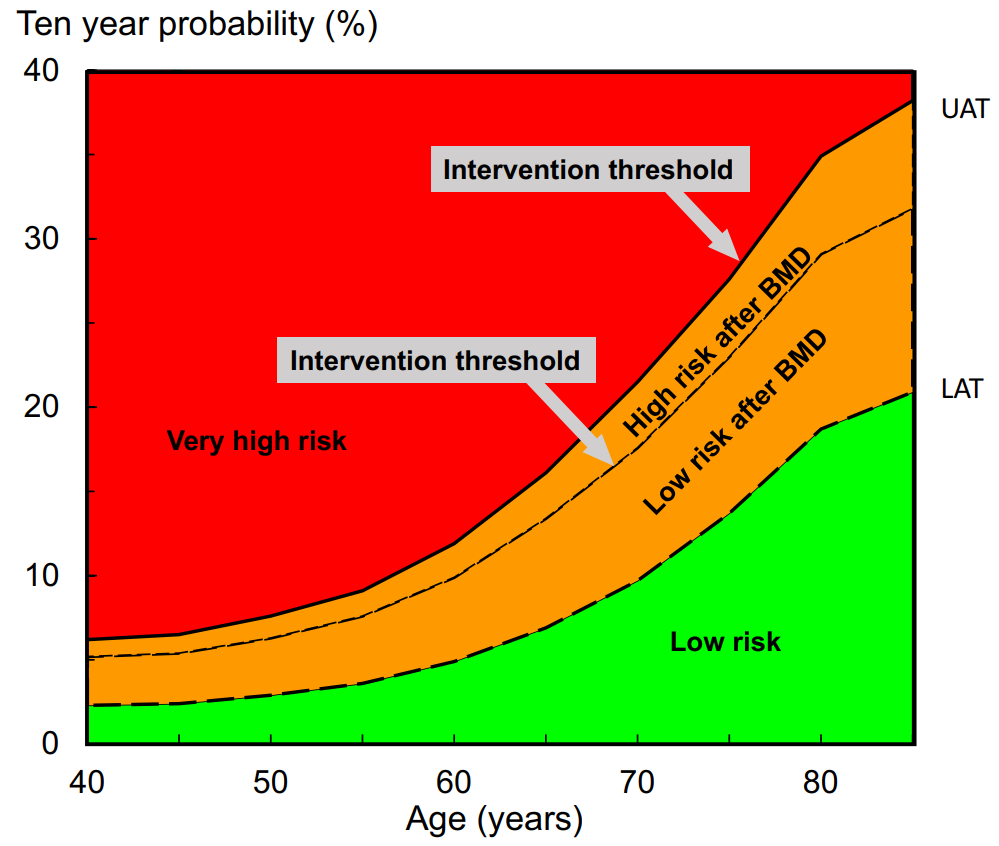 Ten year probability (%)
40
UAT
Intervention threshold
30
High risk after BMD
Intervention threshold
Low risk after BMD
20
LAT
Very high risk
10
Low risk
0
40 50 60 70 80
Age (years)